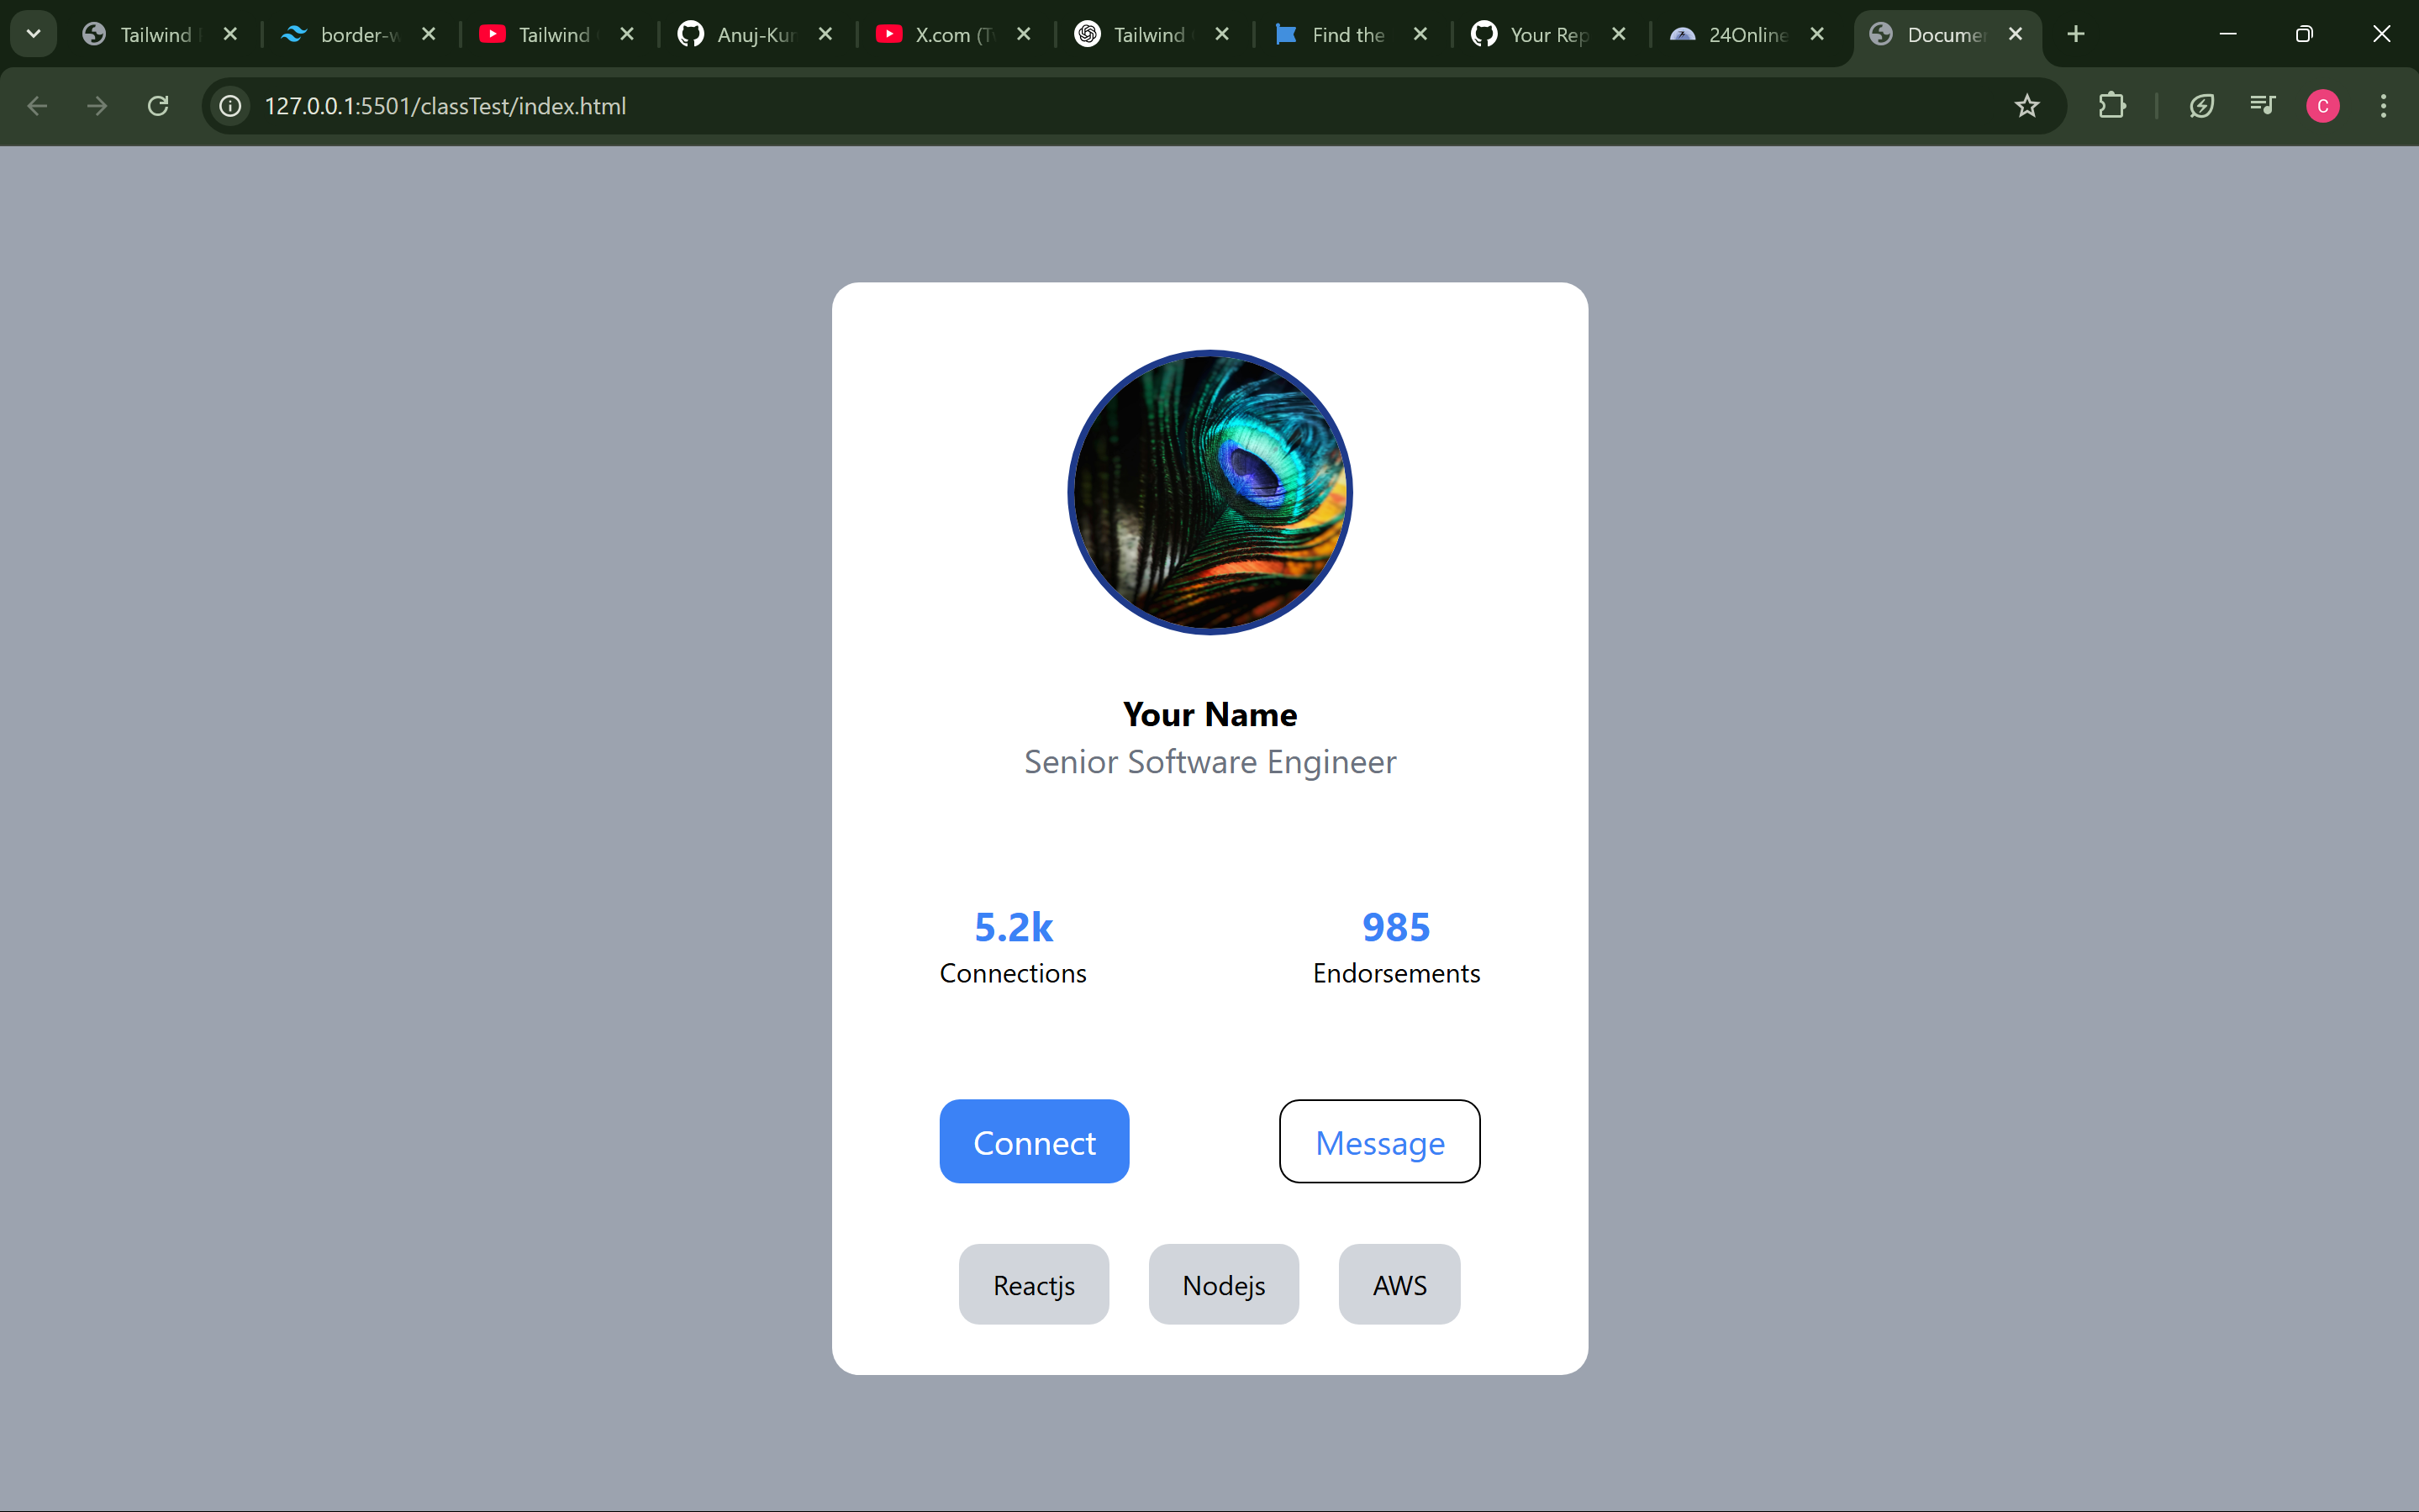 Tailwind
border-w
Tailwind
Anuj-Kur
X.com (T
Tailwind
Find the
Your Rep
24Online
Documen
127.0.0.1:5501/classTest/index.html
C
Your Name
Senior Software Engineer
5.2k
985
Connections
Endorsements
Connect
Message
Reactjs
Nodejs
AWS